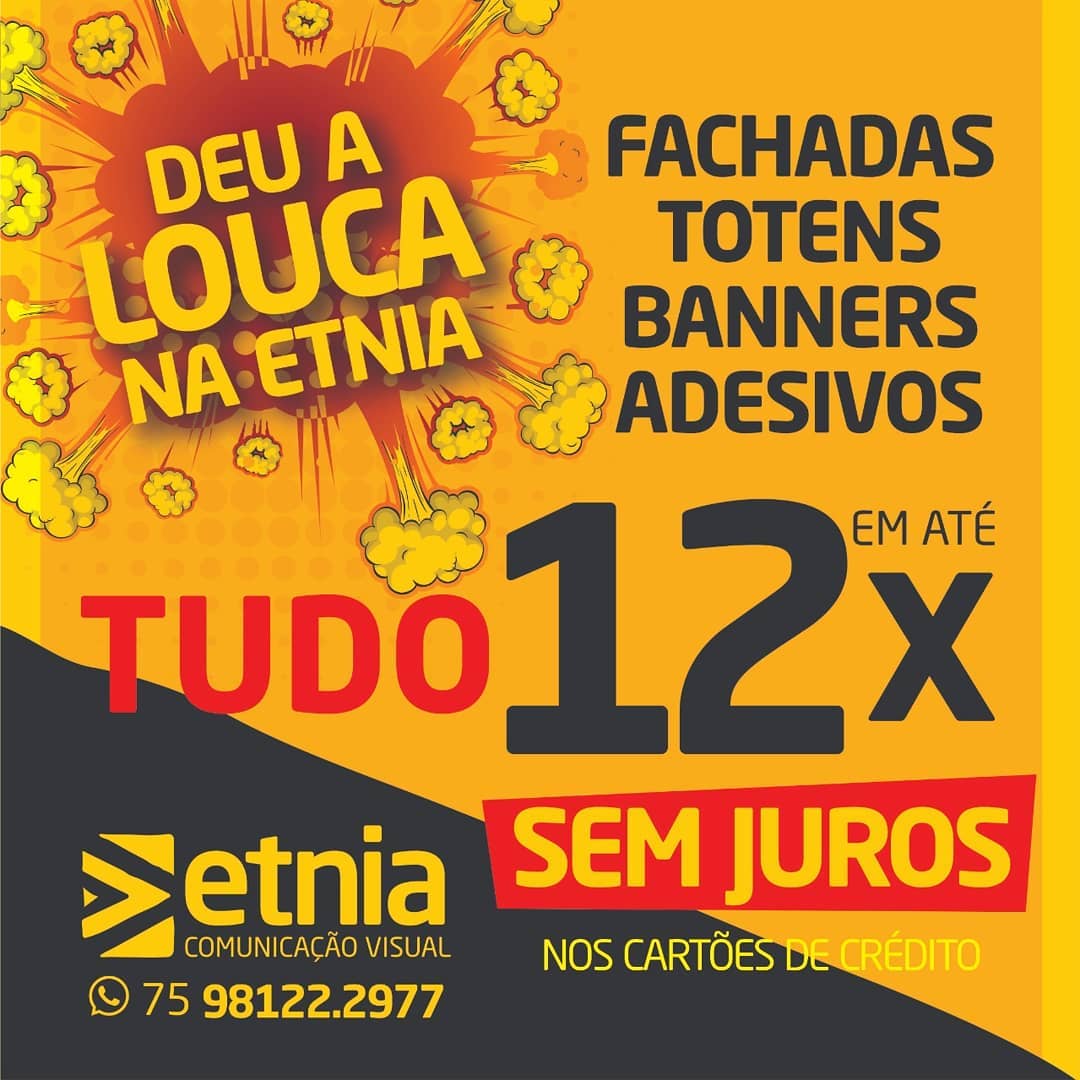 DEU A
LOUCA
NA ETNIA
FACHADAS
TOTENS
BANNERS
ADESIVOS
TUDO
EM ATÉ
12X
SEM JUROS
NOS CARTÕES DE CRÉDITO
etnia
COMUNICAÇÃO VISUAL
75 98122.2977